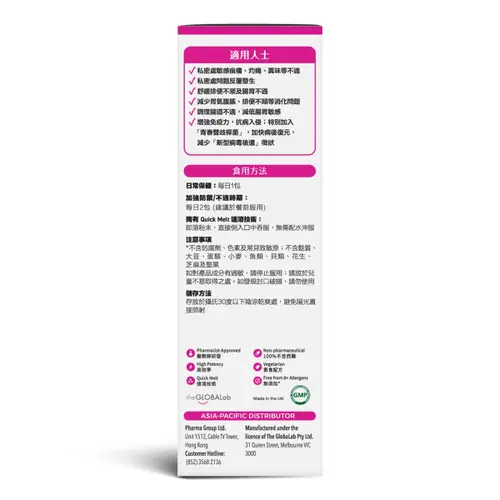 適用人士
✓ 私密處敏感痕癢、灼痛、異味等不適
✓ 私密處問題反覆發生
✓ 舒緩排便不順及腸胃不適
✓ 減少胃氣腹脹、排便不順等消化問題
✓ 調理腸道不適，減低腸胃敏感
✓ 增強免疫力，抗病入侵；特別加入
「青春雙歧桿菌」，加快病後復元，
減少「新型病毒後遺」徵狀
食用方法
日常保健：每日1包
加強防禦/不適時期：
每日2包 (建議於餐前服用)
獨有 Quick Melt 速溶技術：
即溶粉末，直接倒入口中吞服，無需配水沖服
注意事項
*不含防腐劑、色素及常見致敏原；不含麩質、
大豆、蛋類、小麥、魚類、貝類、花生、
芝麻及堅果
如對產品成分有過敏，請停止服用；請放於兒
童不易取得之處。如發現封口破損，請勿使用
儲存方法
存放於攝氏30度以下陰涼乾燥處，避免陽光直
接照射
Pharmacist-Approved
藥劑師研發
Non-pharmaceutical
100%不含西藥
High Potency
高效單
Vegetarian
素食配方
Quick Melt
速溶技術
Free from 8+ Allergens
無添加*
theGLOBALab
Made in the UK
GMP
ASIA-PACIFIC DISTRIBUTOR
Pharma Group Ltd.
Unit 1512, Cable TV Tower,
Hong Kong
Customer Hotline:
(852) 3568 2136
Manufactured under the
licence of The GlobaLab Pty Ltd.
31 Queen Street, Melbourne VIC
3000